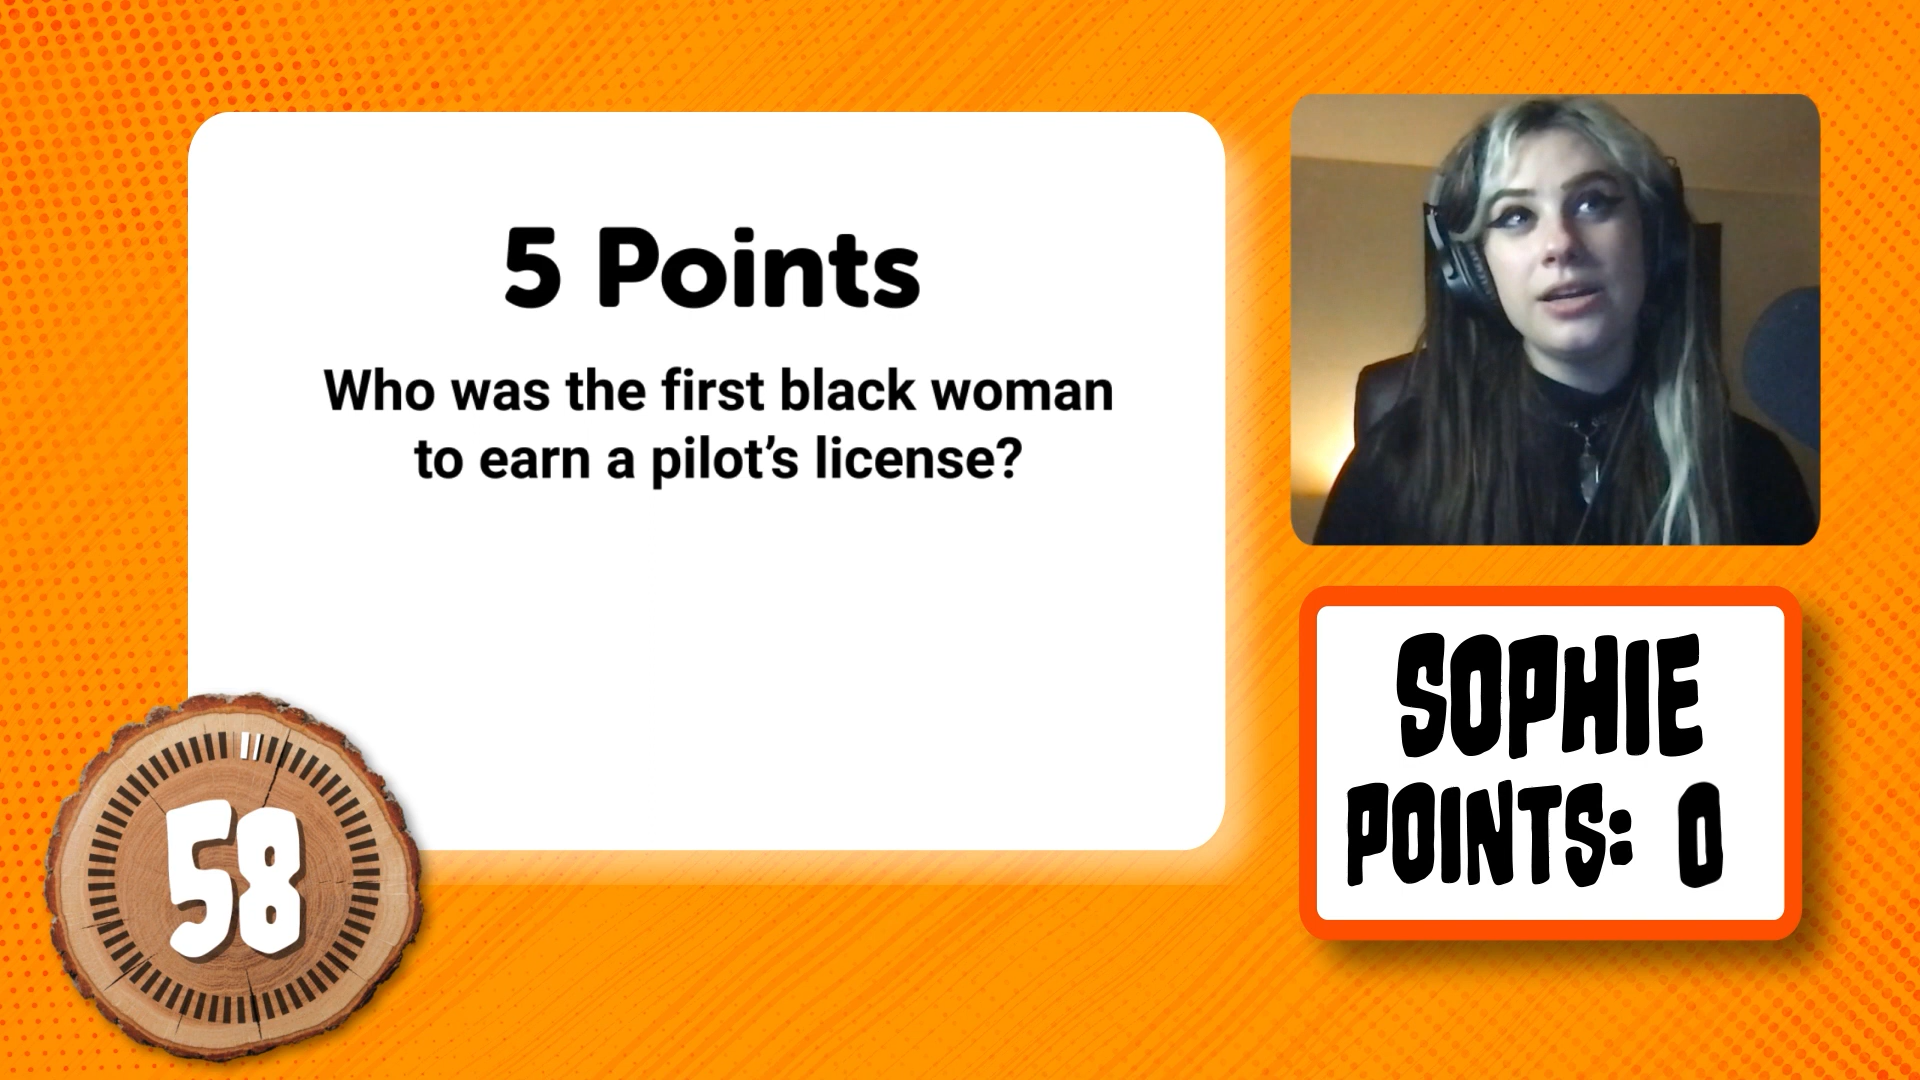 5 Points
Who was the first black woman
to earn a pilot’s license?
58
SOPHIE
POINTS: 0